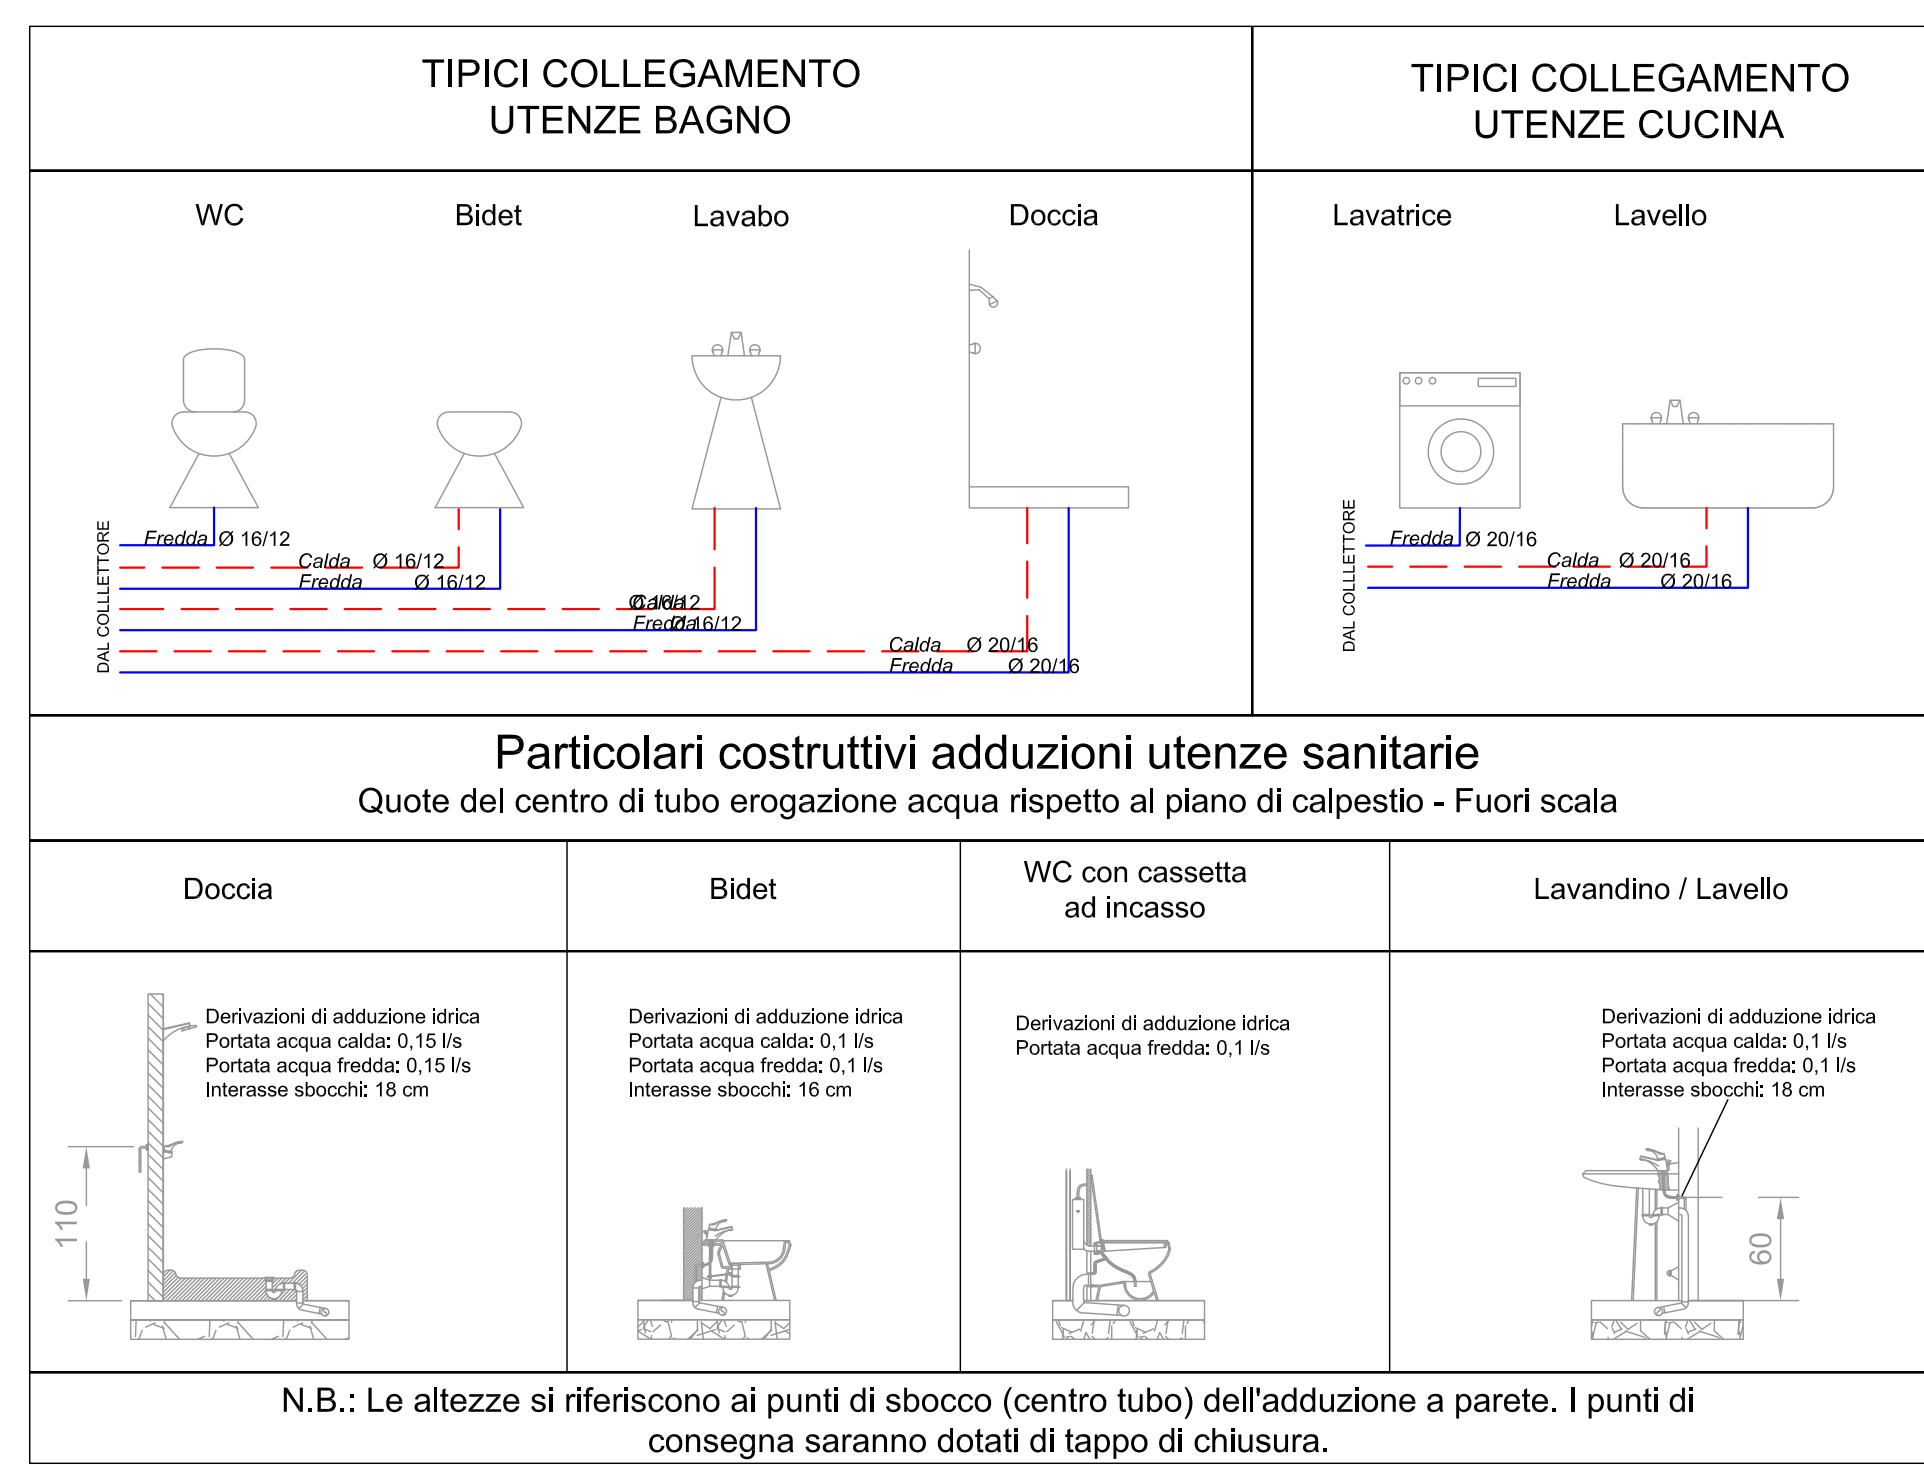 TIPICI COLLEGAMENTO
UTENZE BAGNO
TIPICI COLLEGAMENTO
UTENZE CUCINA
WC
Bidet
Lavabo
Doccia
Lavatrice
Lavello
DAL COLLLETTORE
Fredda Ø 16/12
Calda Ø 16/12
Fredda Ø 16/12
Calda Ø 16/12
Fredda Ø 16/12
Calda Ø 20/16
Fredda Ø 20/16
DAL COLLLETTORE
Fredda Ø 20/16
Calda Ø 20/16
Fredda Ø 20/16
Particolari costruttivi adduzioni utenze sanitarie
Quote del centro di tubo erogazione acqua rispetto al piano di calpestio - Fuori scala
Doccia
Bidet
WC con cassetta
ad incasso
Lavandino / Lavello
Derivazioni di adduzione idrica
Portata acqua calda: 0,15 l/s
Portata acqua fredda: 0,15 l/s
Interasse sbocchi: 18 cm
110
Derivazioni di adduzione idrica
Portata acqua calda: 0,1 l/s
Portata acqua fredda: 0,1 l/s
Interasse sbocchi: 16 cm
Derivazioni di adduzione idrica
Portata acqua fredda: 0,1 l/s
Derivazioni di adduzione idrica
Portata acqua calda: 0,1 l/s
Portata acqua fredda: 0,1 l/s
Interasse sbocchi: 18 cm
60
N.B.: Le altezze si riferiscono ai punti di sbocco (centro tubo) dell'adduzione a parete. I punti di
consegna saranno dotati di tappo di chiusura.